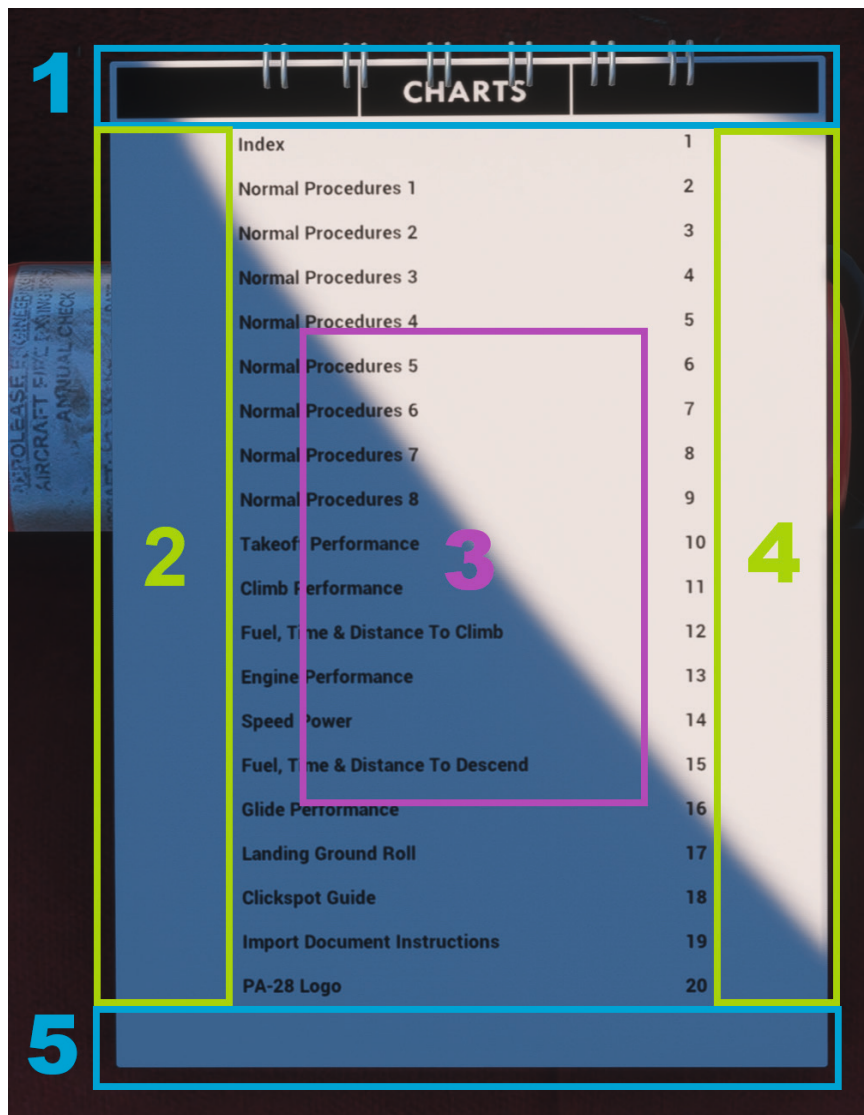 1
CHARTS
Index 1
Normal Procedures 1 2
Normal Procedures 2 3
Normal Procedures 3 4
Normal Procedures 4 5
Normal Procedures 5 6
Normal Procedures 6 7
Normal Procedures 7 8
Normal Procedures 8 9
Takeoff Performance 10
Climb Performance 11
Fuel, Time & Distance To Climb 12
Engine Performance 13
Speed Power 14
Fuel, Time & Distance To Descend 15
Glide Performance 16
Landing Ground Roll 17
Clickspot Guide 18
Import Document Instructions 19
PA-28 Logo 20
2
3
4
5
AIRCRAFT
ANNUAL CHECK